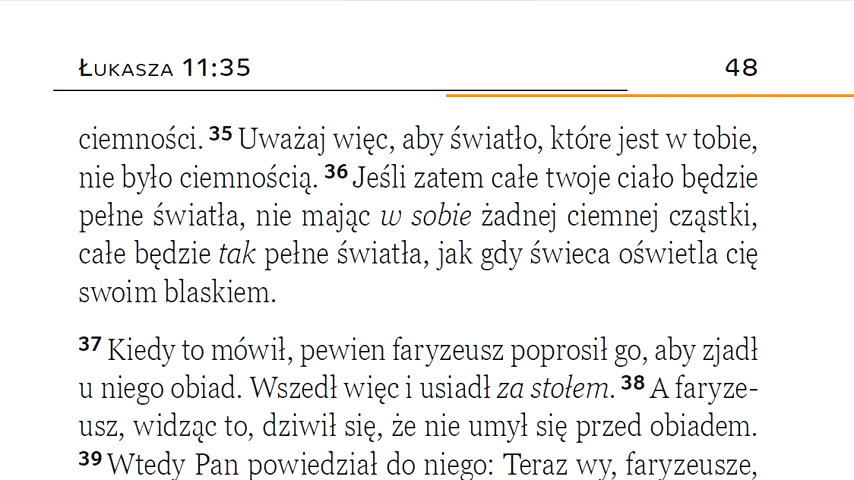 Łukasza 11:35 48
ciemności. 35 Uważaj więc, aby światło, które jest w tobie,
nie było ciemnością. 36 Jeśli zatem całe twoje ciało będzie
pełne światła, nie mając w sobie żadnej ciemnej cząstki,
całe będzie tak pełne światła, jak gdy świeca oświetla cię
swoim blaskiem.
37 Kiedy to mówił, pewien faryzeusz poprosił go, aby zjadł
u niego obiad. Wszedł więc i usiadł za stołem. 38 A faryze-
usz, widząc to, dziwił się, że nie umył się przed obiadem.
39 Wtedy Pan powiedział do niego: Teraz wy, faryzeusze,